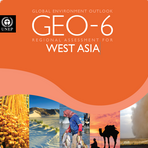 GLOBAL ENVIRONMENT OUTLOOK
GEO-6
REGIONAL ASSESSMENT FOR
WEST ASIA
UNEP